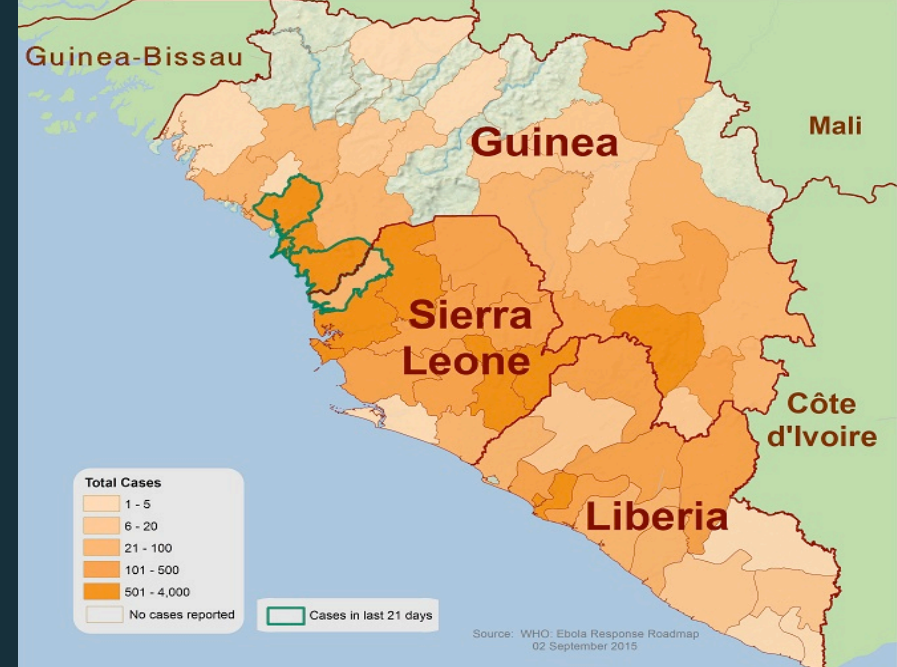 Guinea-Bissau
Mali
Guinea
Sierra
Leone
Côte
d'Ivoire
Liberia
Total Cases
1 - 5
6 - 20
21 - 100
101 - 500
501 - 4,000
No cases reported
Cases in last 21 days
Source: WHO: Ebola Response Roadmap
02 September 2015